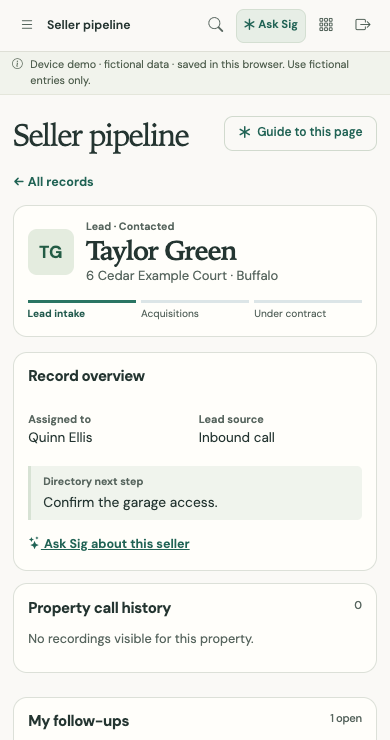 Seller pipeline
Ask Sig
Device demo · fictional data · saved in this browser. Use fictional
entries only.
Seller pipeline
Guide to this page
← All records
TG
Lead · Contacted
Taylor Green
6 Cedar Example Court · Buffalo
Lead intake
Acquisitions
Under contract
Record overview
Assigned to
Lead source
Quinn Ellis
Inbound call
Directory next step
Confirm the garage access.
Ask Sig about this seller
Property call history
0
No recordings visible for this property.
My follow-ups
1 open